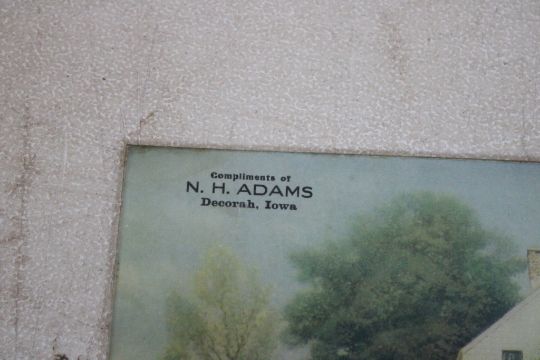 Compliments of
N. H. ADAMS
Decorah, Iowa